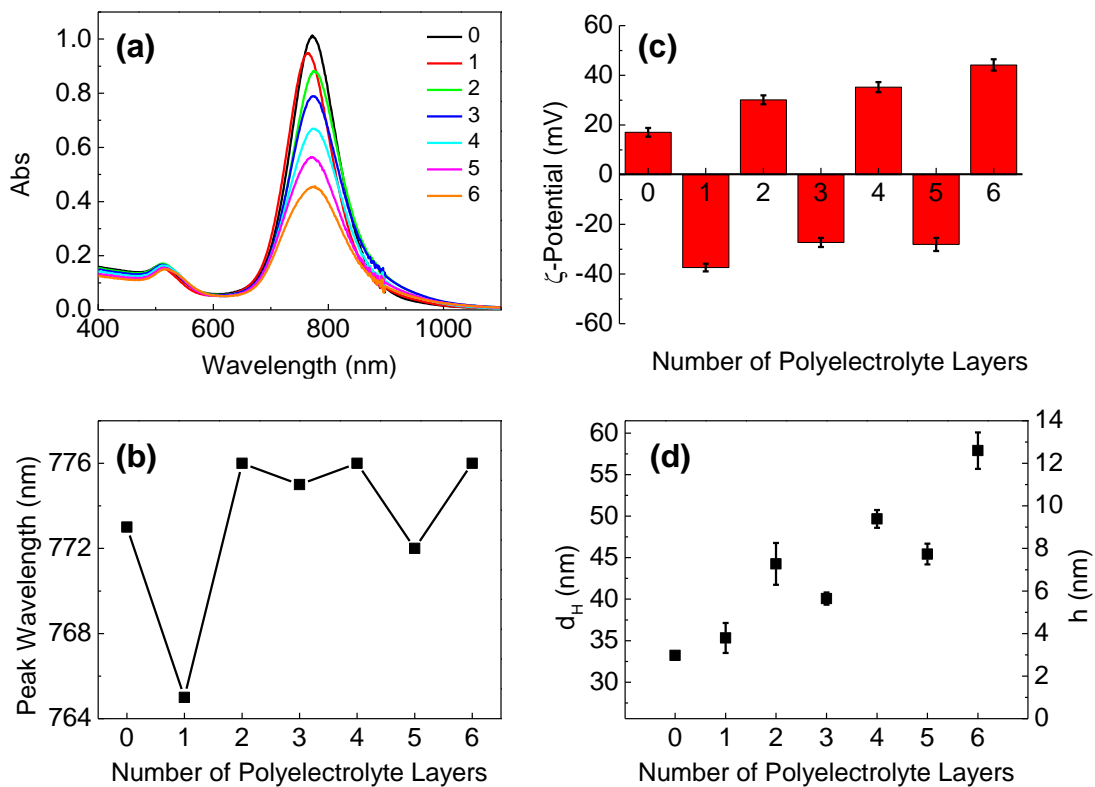 (a)
1.0
0.8
0.6
0.4
0.2
0.0
Abs
400 600 800 1000
Wavelength (nm)
0
1
2
3
4
5
6
(c)
60
40
20
0
-20
-40
-60
ζ-Potential (mV)
0 1 2 3 4 5 6
Number of Polyelectrolyte Layers
(b)
776
772
768
764
Peak Wavelength (nm)
0 1 2 3 4 5 6
Number of Polyelectrolyte Layers
(d)
60
55
50
45
40
35
30
d_H (nm)
14
12
10
8
6
4
2
0
h (nm)
0 1 2 3 4 5 6
Number of Polyelectrolyte Layers